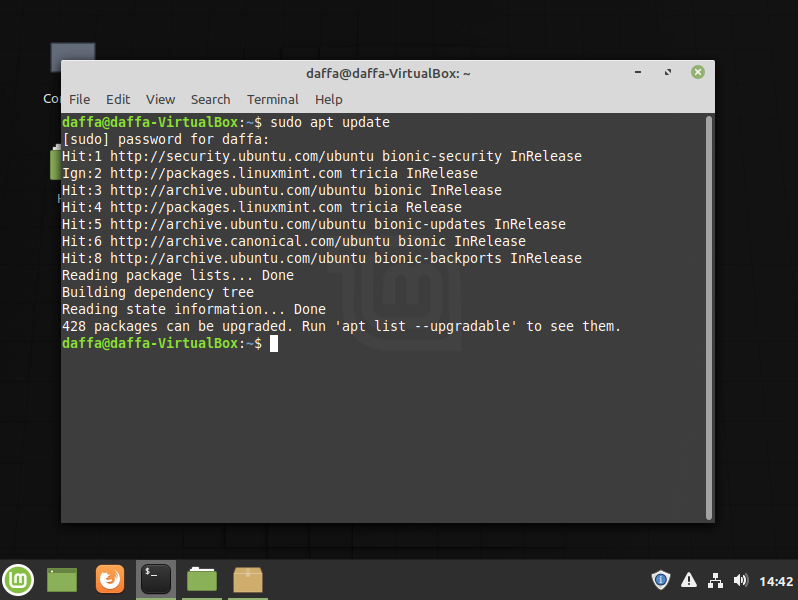 daffa@daffa-VirtualBox: ~
File Edit View Search Terminal Help
daffa@daffa-VirtualBox:~$ sudo apt update
[sudo] password for daffa:
Hit:1 http://security.ubuntu.com/ubuntu bionic-security InRelease
Ign:2 http://packages.linuxmint.com tricia InRelease
Hit:3 http://archive.ubuntu.com/ubuntu bionic InRelease
Hit:4 http://packages.linuxmint.com tricia Release
Hit:5 http://archive.ubuntu.com/ubuntu bionic-updates InRelease
Hit:6 http://archive.canonical.com/ubuntu bionic InRelease
Hit:8 http://archive.ubuntu.com/ubuntu bionic-backports InRelease
Reading package lists... Done
Building dependency tree
Reading state information... Done
428 packages can be upgraded. Run 'apt list --upgradable' to see them.
daffa@daffa-VirtualBox:~$
14:42